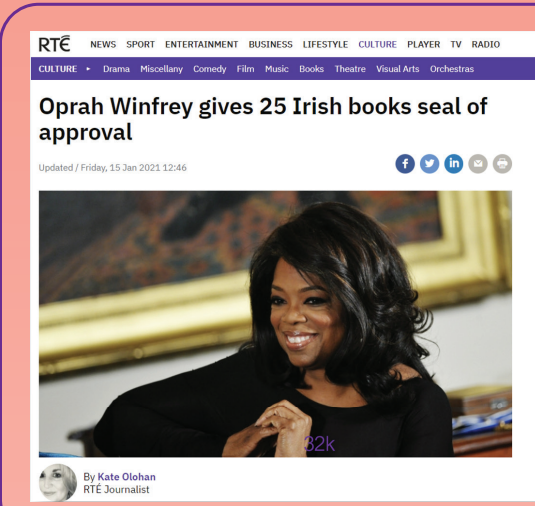 RTÉ NEWS SPORT ENTERTAINMENT BUSINESS LIFESTYLE CULTURE PLAYER TV RADIO
CULTURE ▸ Drama Miscellany Comedy Film Music Books Theatre Visual Arts Orchestras
Oprah Winfrey gives 25 Irish books seal of
approval
Updated / Friday, 15 Jan 2021 12:46
f in
32k
By Kate Olohan
RTÉ Journalist